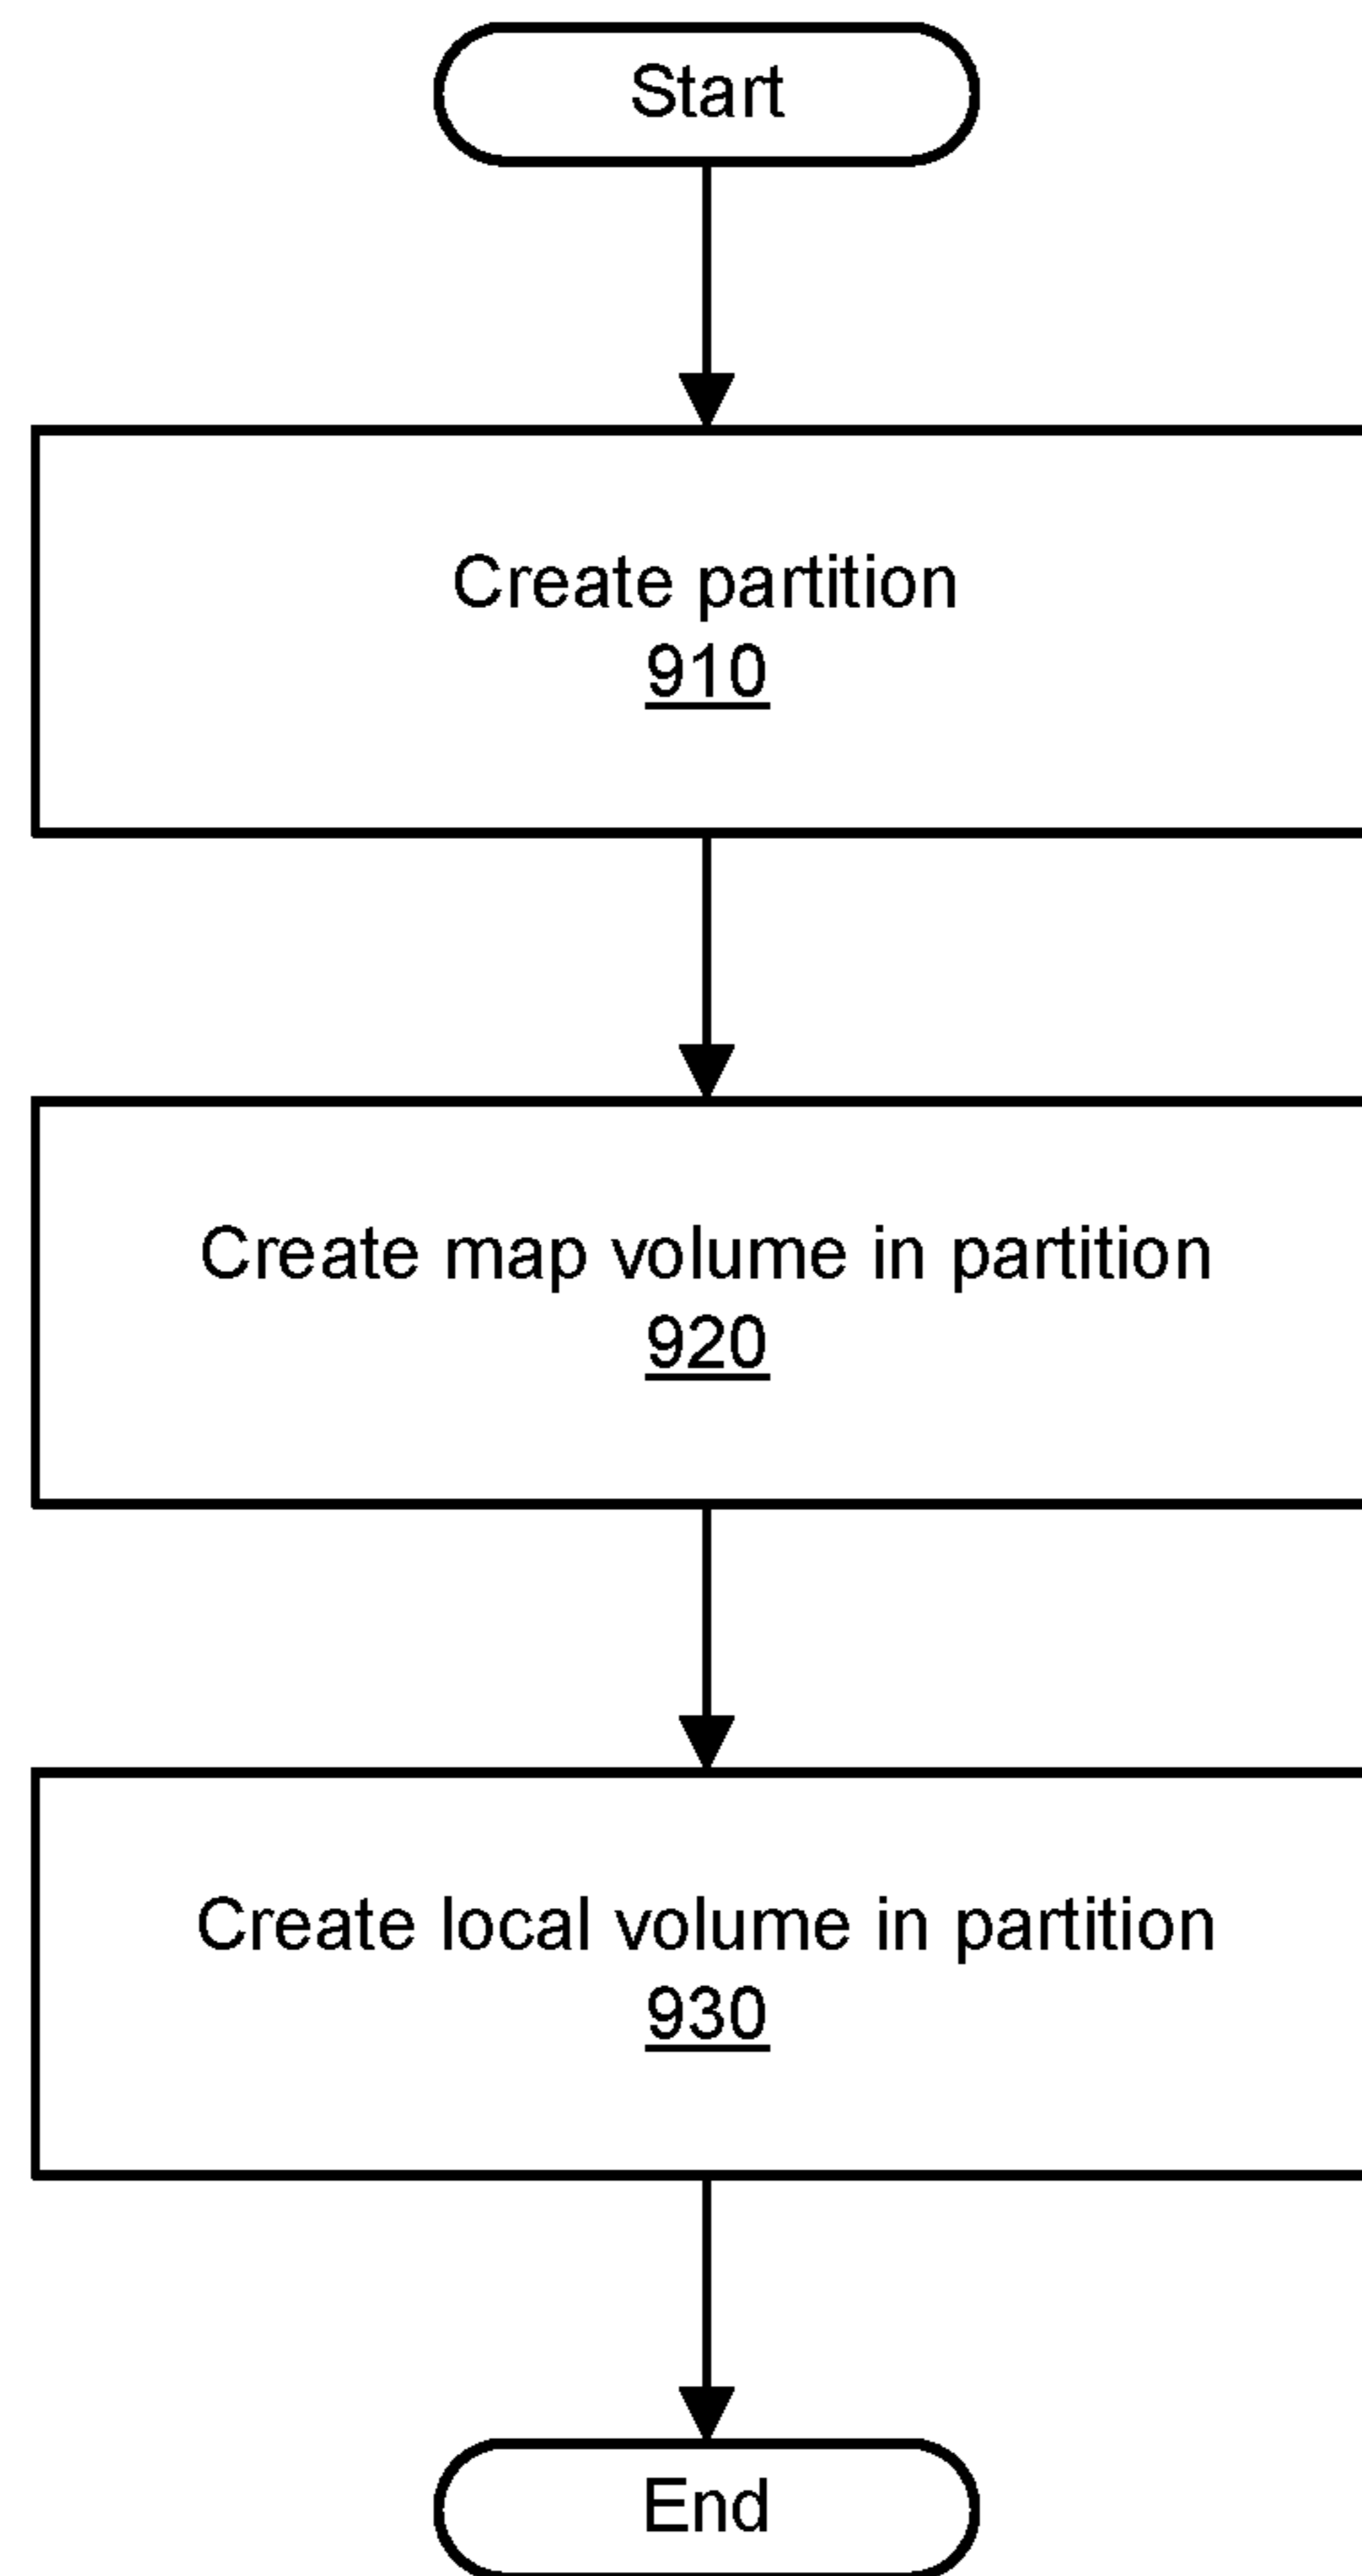 Start
Create partition
910
Create map volume in partition
920
Create local volume in partition
930
End